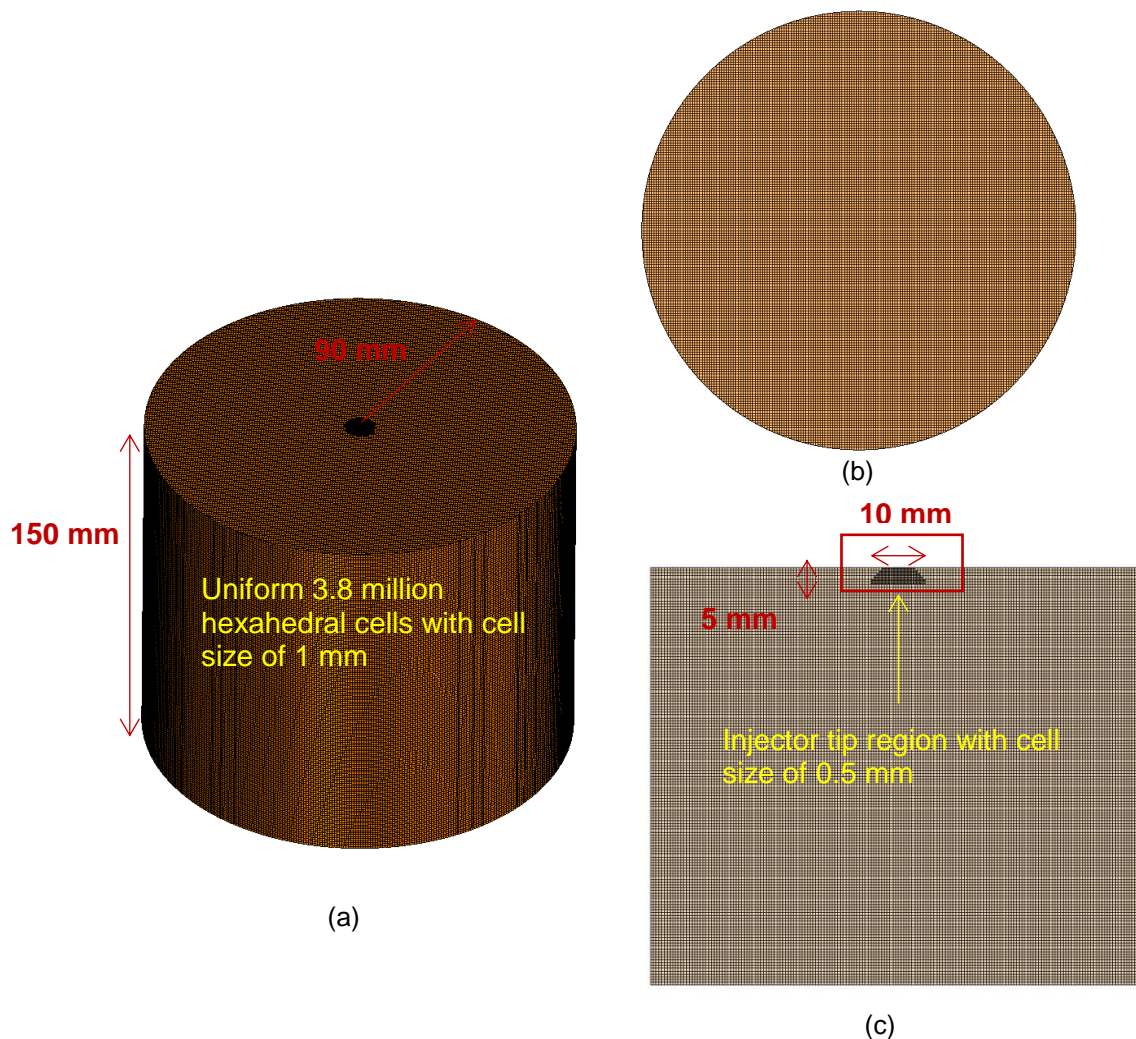 90 mm
150 mm
Uniform 3.8 million
hexahedral cells with cell
size of 1 mm
(a)
(b)
10 mm
5 mm
Injector tip region with cell
size of 0.5 mm
(c)